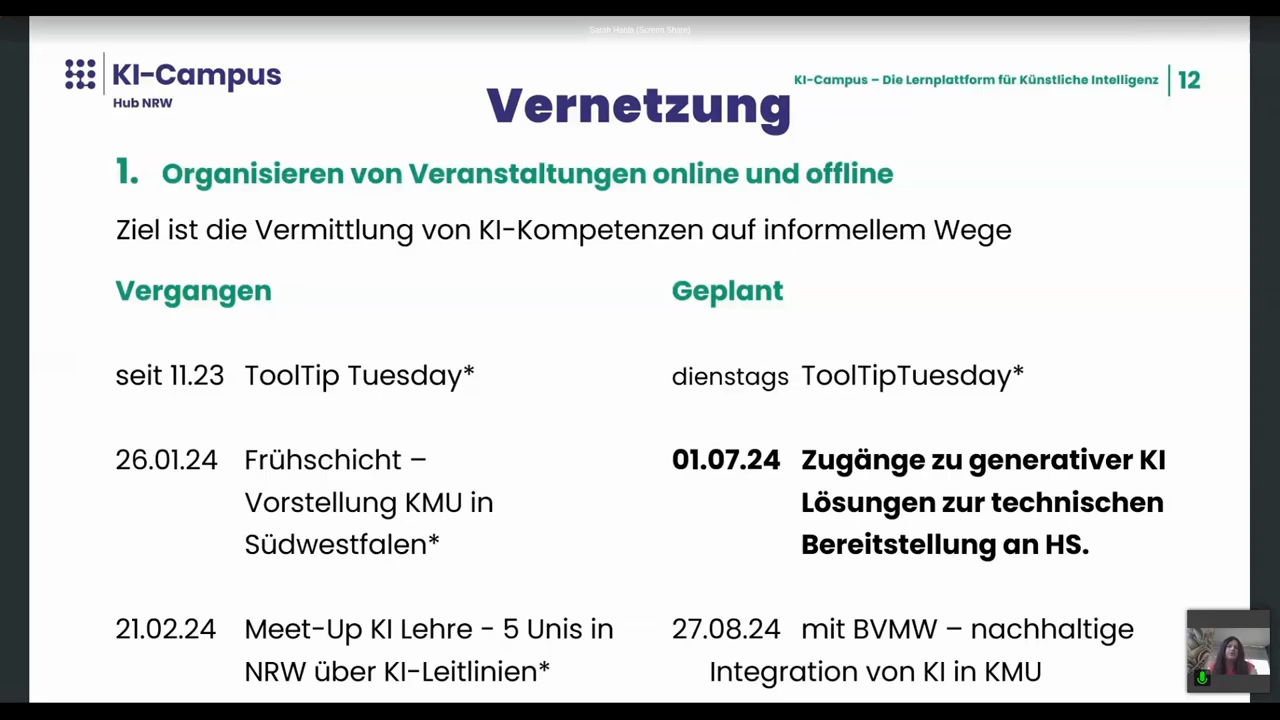 Sarah Habla (Screen Share)
KI-Campus
Hub NRW
KI-Campus – Die Lernplattform für Künstliche Intelligenz
12
Vernetzung
1. Organisieren von Veranstaltungen online und offline
Ziel ist die Vermittlung von KI-Kompetenzen auf informellem Wege
Vergangen
seit 11.23 ToolTip Tuesday*
26.01.24 Frühschicht –
Vorstellung KMU in
Südwestfalen*
21.02.24 Meet-Up KI Lehre - 5 Unis in
NRW über KI-Leitlinien*
Geplant
dienstags ToolTipTuesday*
01.07.24 Zugänge zu generativer KI
Lösungen zur technischen
Bereitstellung an HS.
27.08.24 mit BVMW – nachhaltige
Integration von KI in KMU